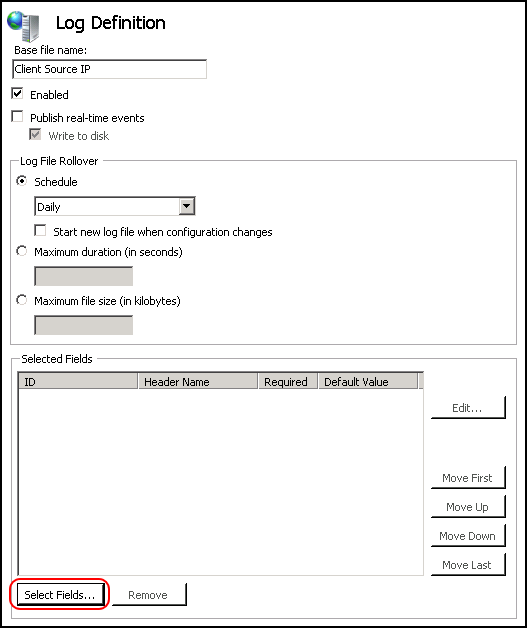 Log Definition
Base file name:
Client Source IP
Enabled
Publish real-time events
Write to disk
Log File Rollover
Schedule
Daily
Start new log file when configuration changes
Maximum duration (in seconds)
Maximum file size (in kilobytes)
Selected Fields
ID Header Name Required Default Value
Edit...
Move First
Move Up
Move Down
Move Last
Select Fields... Remove